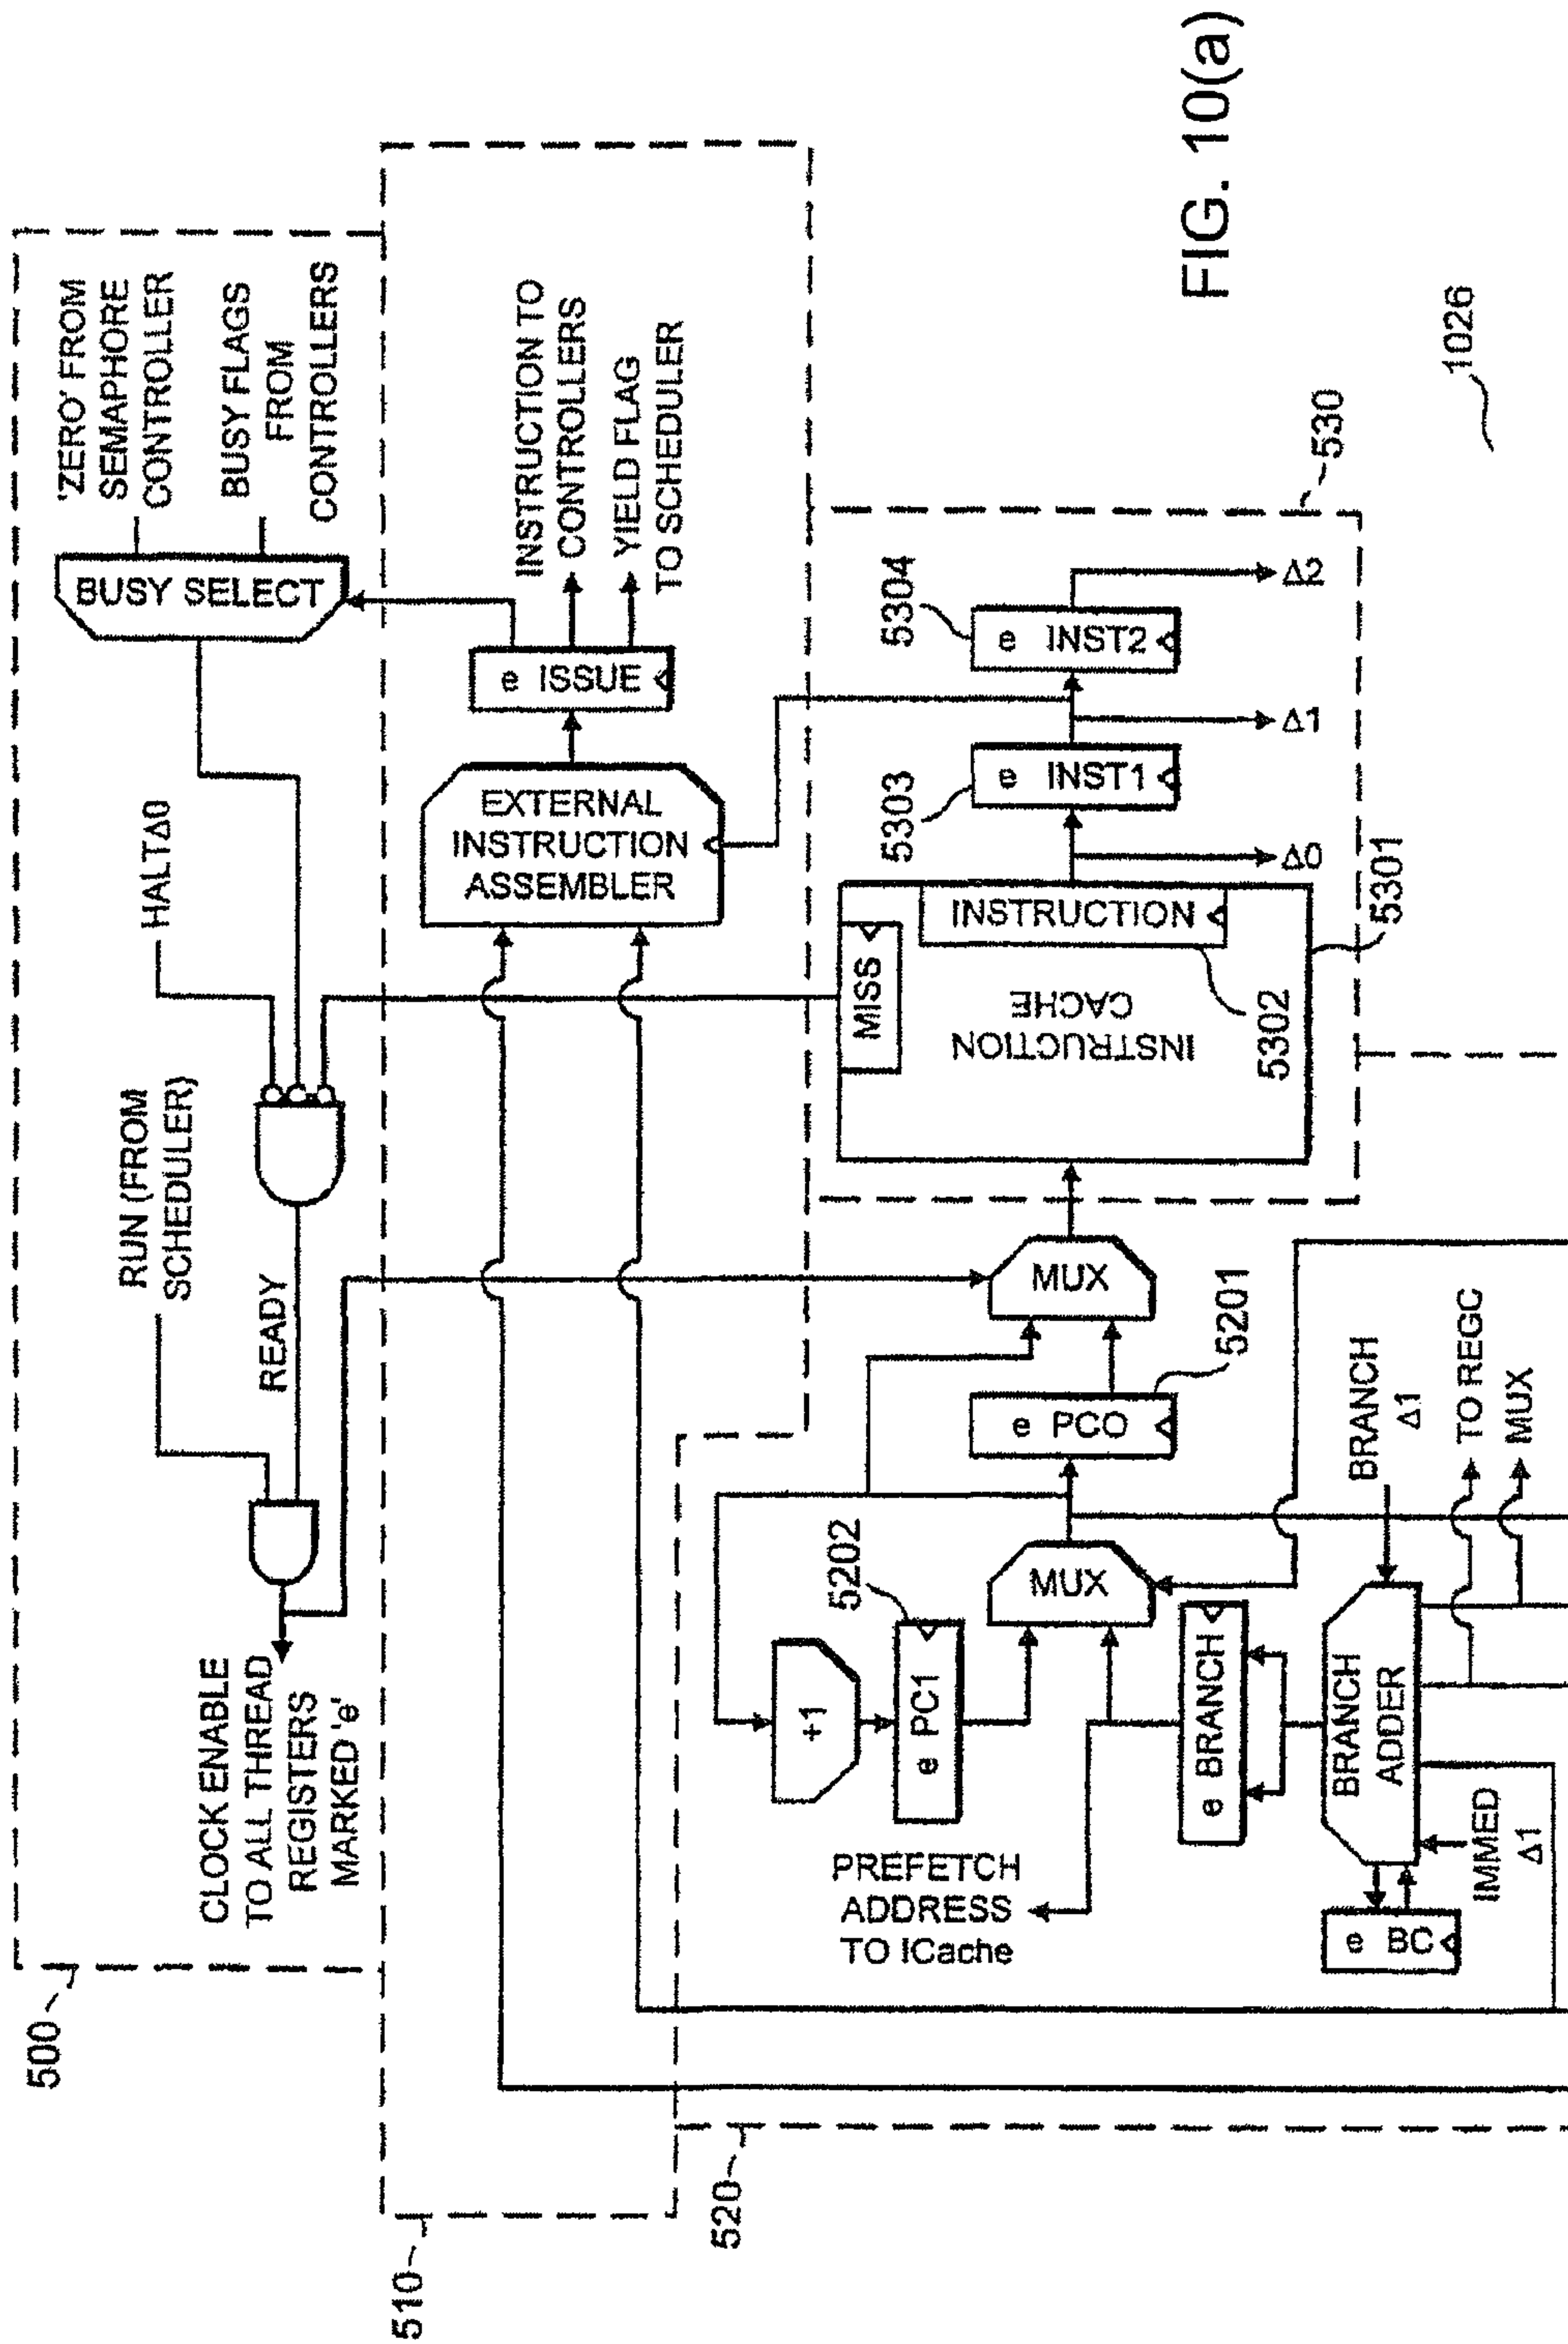 500
CLOCK ENABLE
TO ALL THREAD
REGISTERS
MARKED 'e'
RUN (FROM
SCHEDULER)
READY
HALTΔ0
BUSY SELECT
'ZERO' FROM
SEMAPHORE
CONTROLLER
BUSY FLAGS
FROM
CONTROLLERS
510
EXTERNAL
INSTRUCTION
ASSEMBLER
e ISSUE
INSTRUCTION TO
CONTROLLERS
YIELD FLAG
TO SCHEDULER
520
+1
e PC1
5202
MUX
e PCO
5201
MUX
PREFETCH
ADDRESS
TO ICache
e BRANCH
BRANCH
ADDER
e BC
IMMED
Δ1
BRANCH
Δ1
TO REGC
MUX
MISS
INSTRUCTION
CACHE
INSTRUCTION
5302
5301
5303
e INST1
5304
e INST2
Δ0
Δ1
Δ2
530
1026
FIG. 10(a)